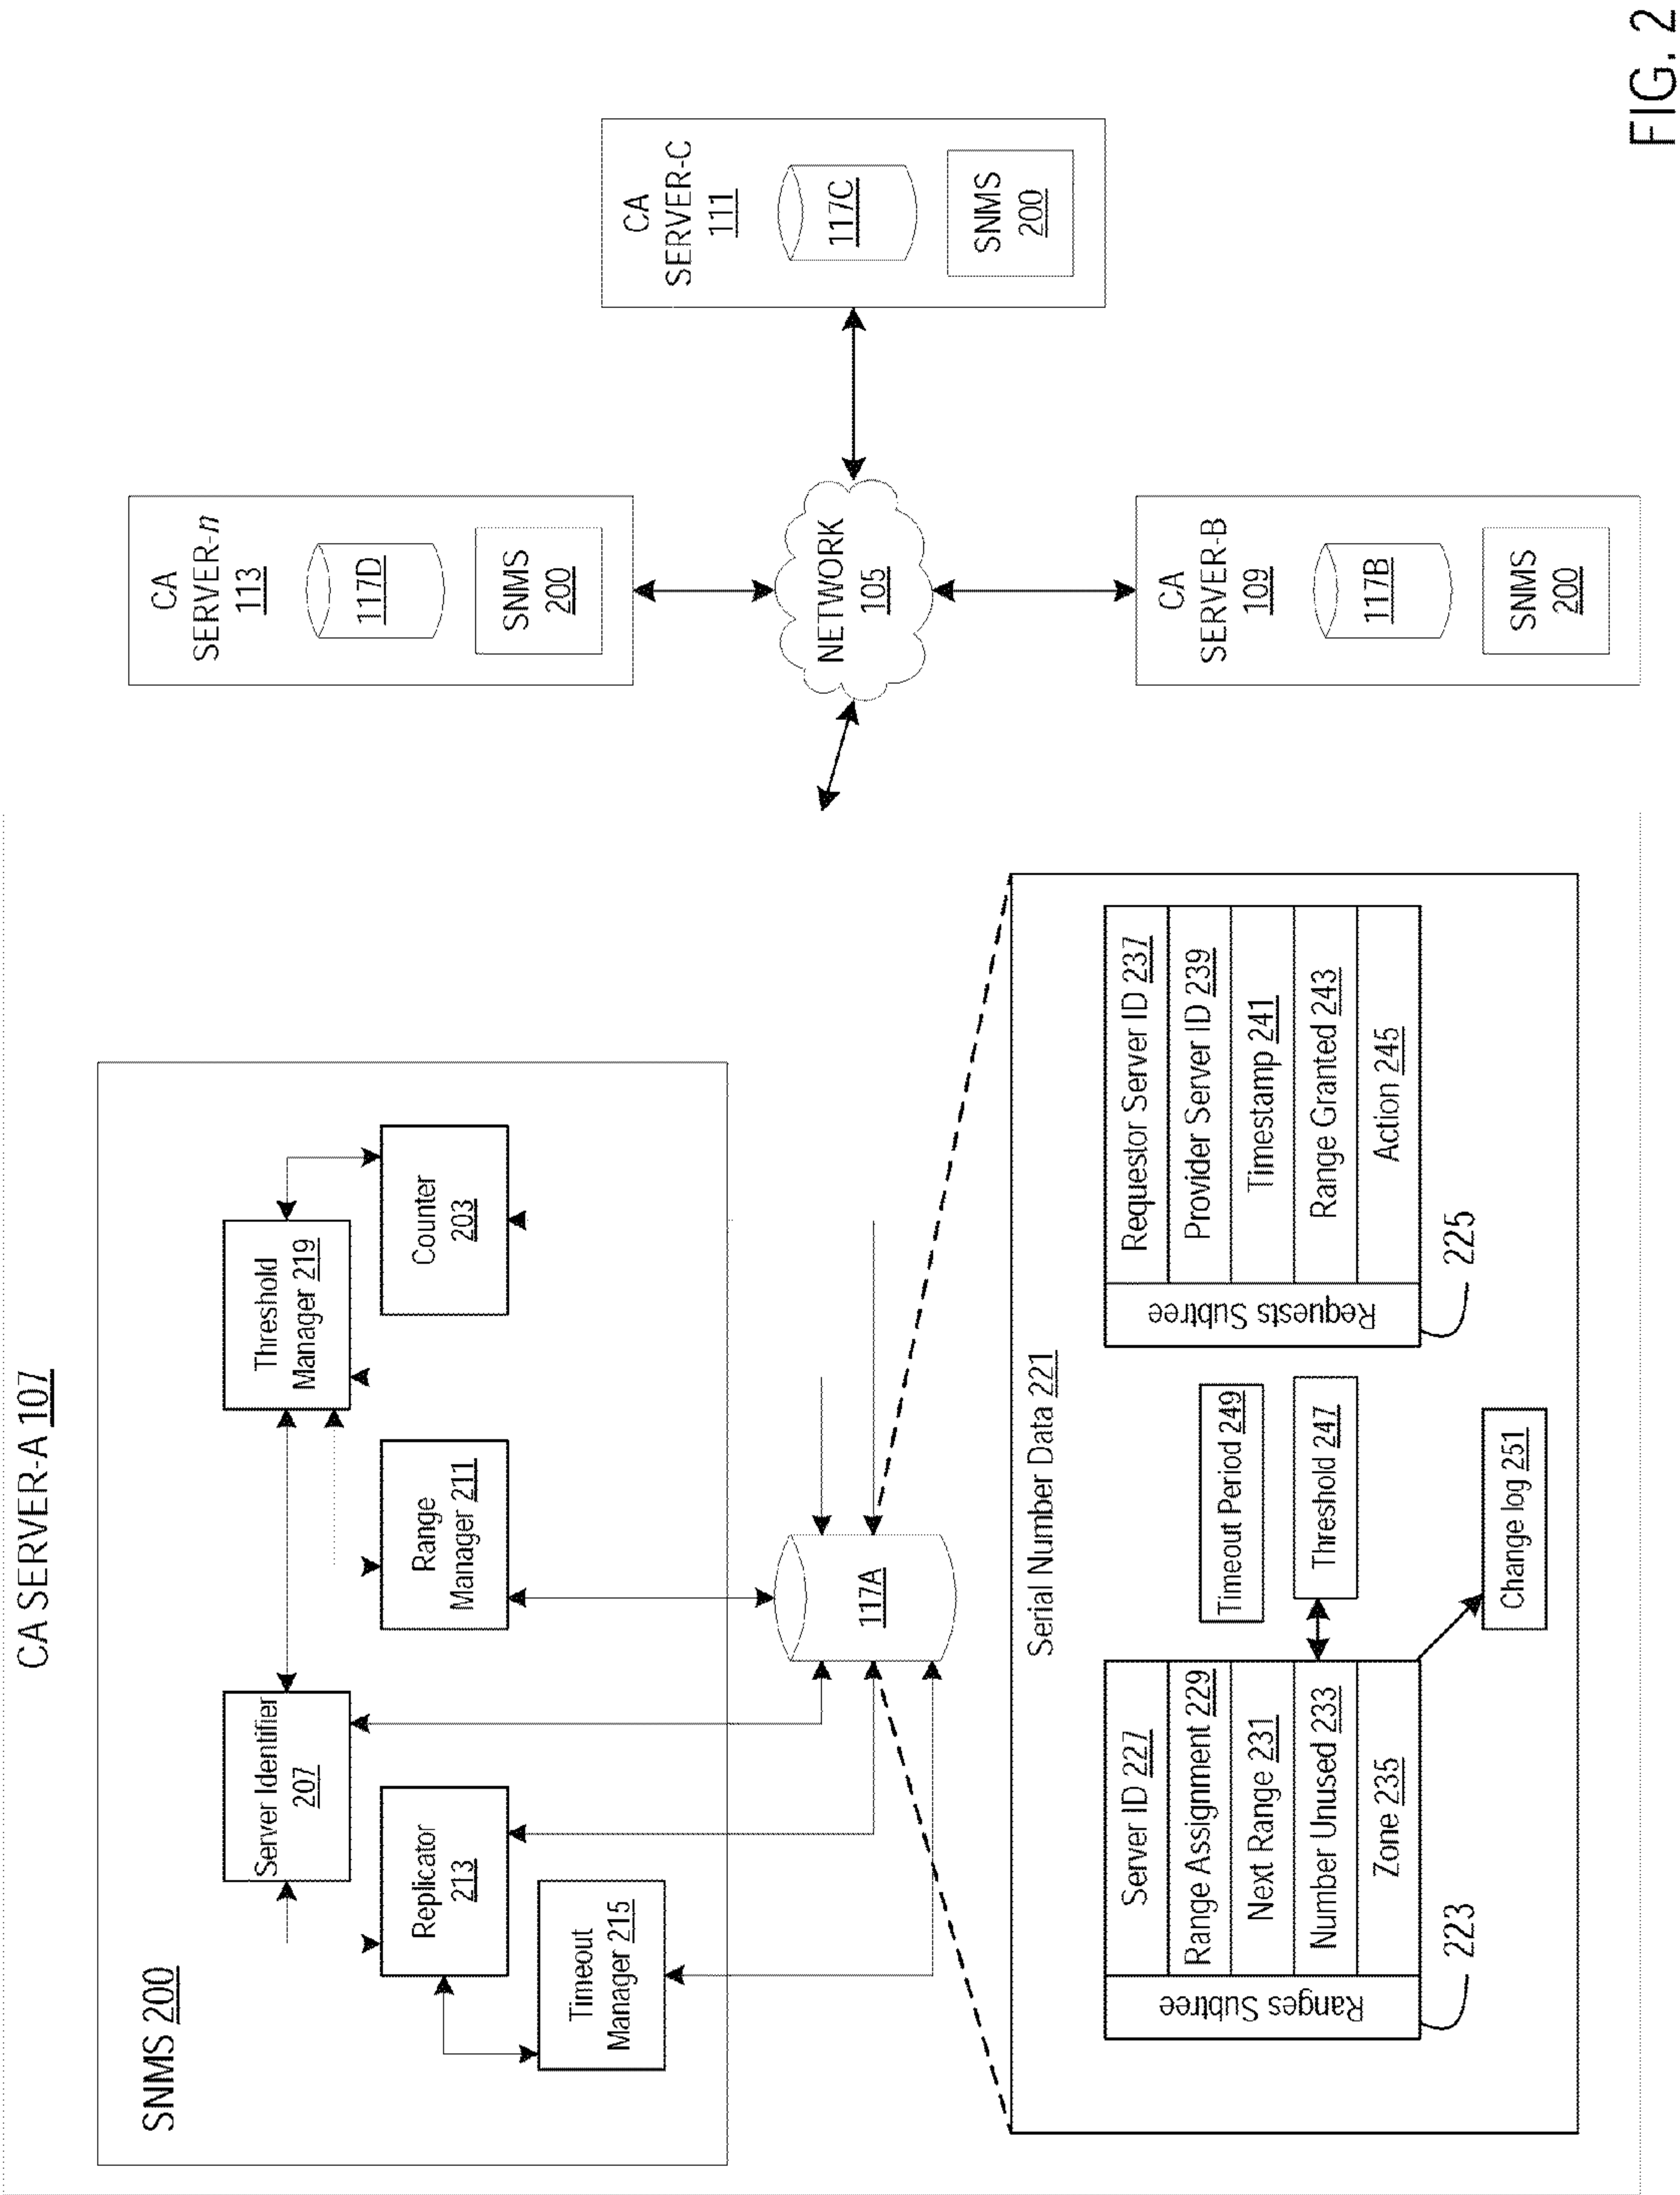 CA SERVER-A 107
SNMS 200
Server Identifier
207
Threshold
Manager 219
Replicator
213
Range
Manager 211
Counter
203
Timeout
Manager 215
117A
Serial Number Data 221
Ranges Subtree
Server ID 227
Range Assignment 229
Next Range 231
Number Unused 233
Zone 235
223
Timeout Period 249
Threshold 247
Change log 251
Requests Subtree
Requestor Server ID 237
Provider Server ID 239
Timestamp 241
Range Granted 243
Action 245
225
CA
SERVER-n
113
117D
SNMS
200
NETWORK
105
CA
SERVER-C
111
117C
SNMS
200
CA
SERVER-B
109
117B
SNMS
200
FIG. 2